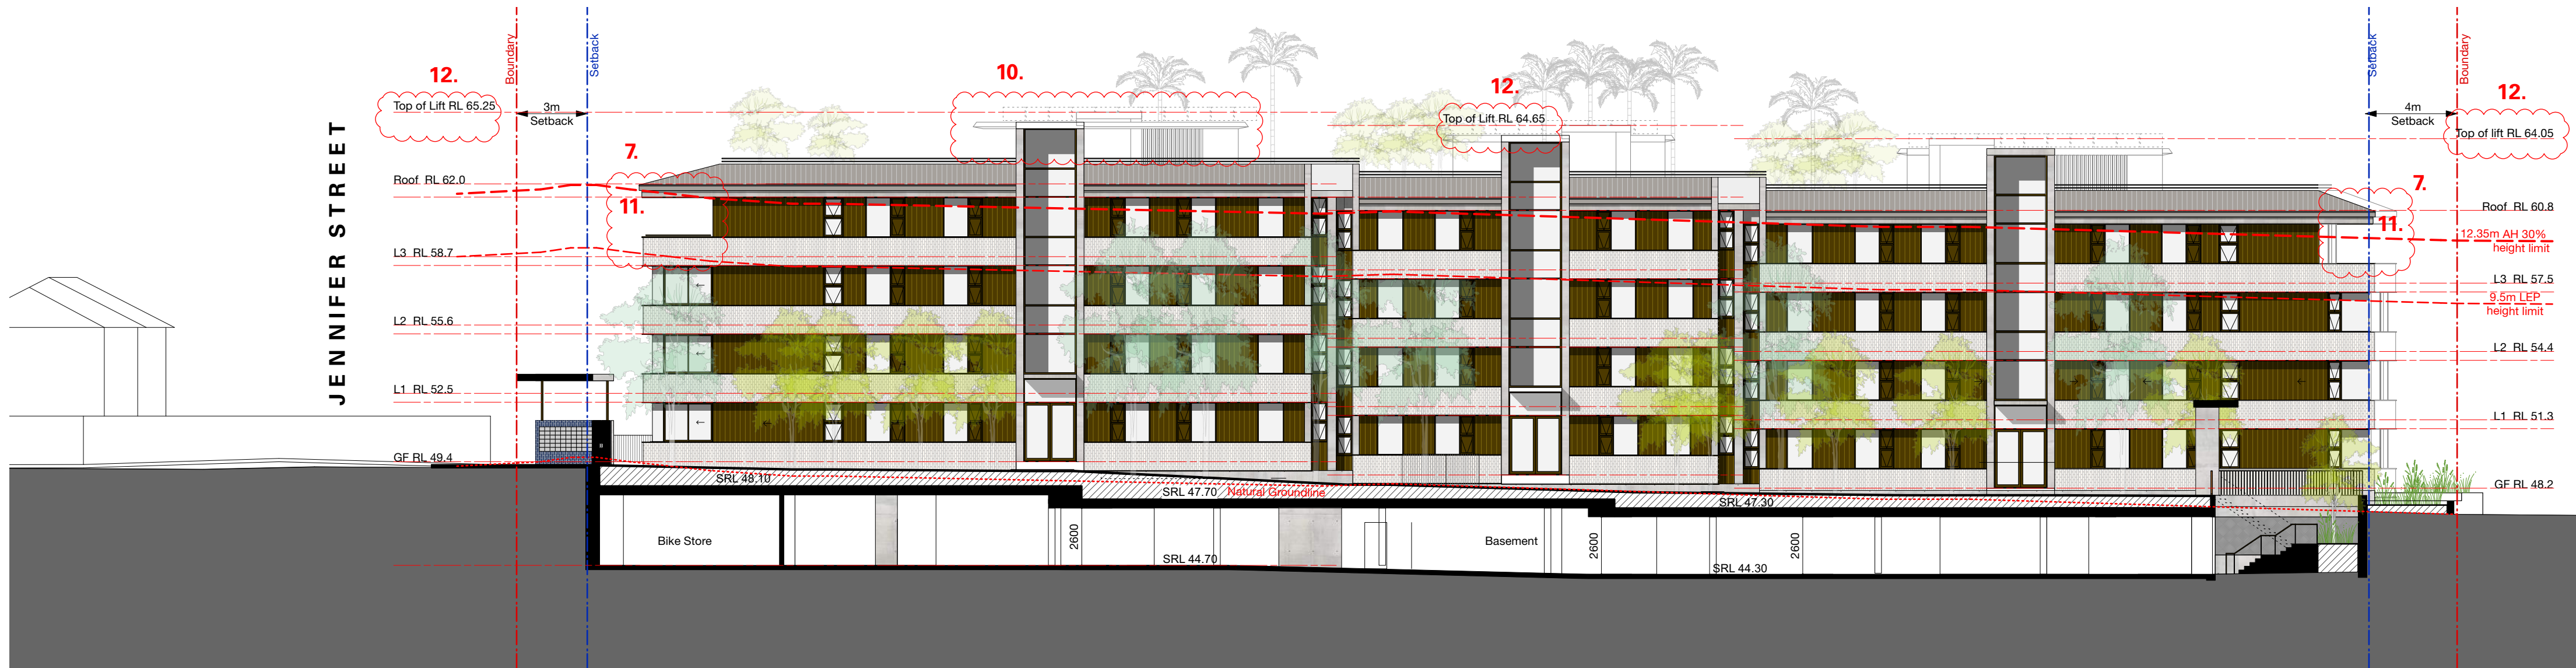 JENNIFER STREET
12.
Top of Lift RL 65.25
Boundary
3m
Setback
Setback
10.
12.
Top of Lift RL 64.65
Setback
4m
Setback
Boundary
12.
Top of lift RL 64.05
7.
11.
7.
11.
Roof RL 62.0
L3 RL 58.7
L2 RL 55.6
L1 RL 52.5
GF RL 49.4
Roof RL 60.8
12.35m AH 30%
height limit
L3 RL 57.5
9.5m LEP
height limit
L2 RL 54.4
L1 RL 51.3
GF RL 48.2
SRL 48.10
SRL 47.70
Natural Groundline
SRL 47.30
Bike Store
2600
Basement
2600
2600
SRL 44.70
SRL 44.30